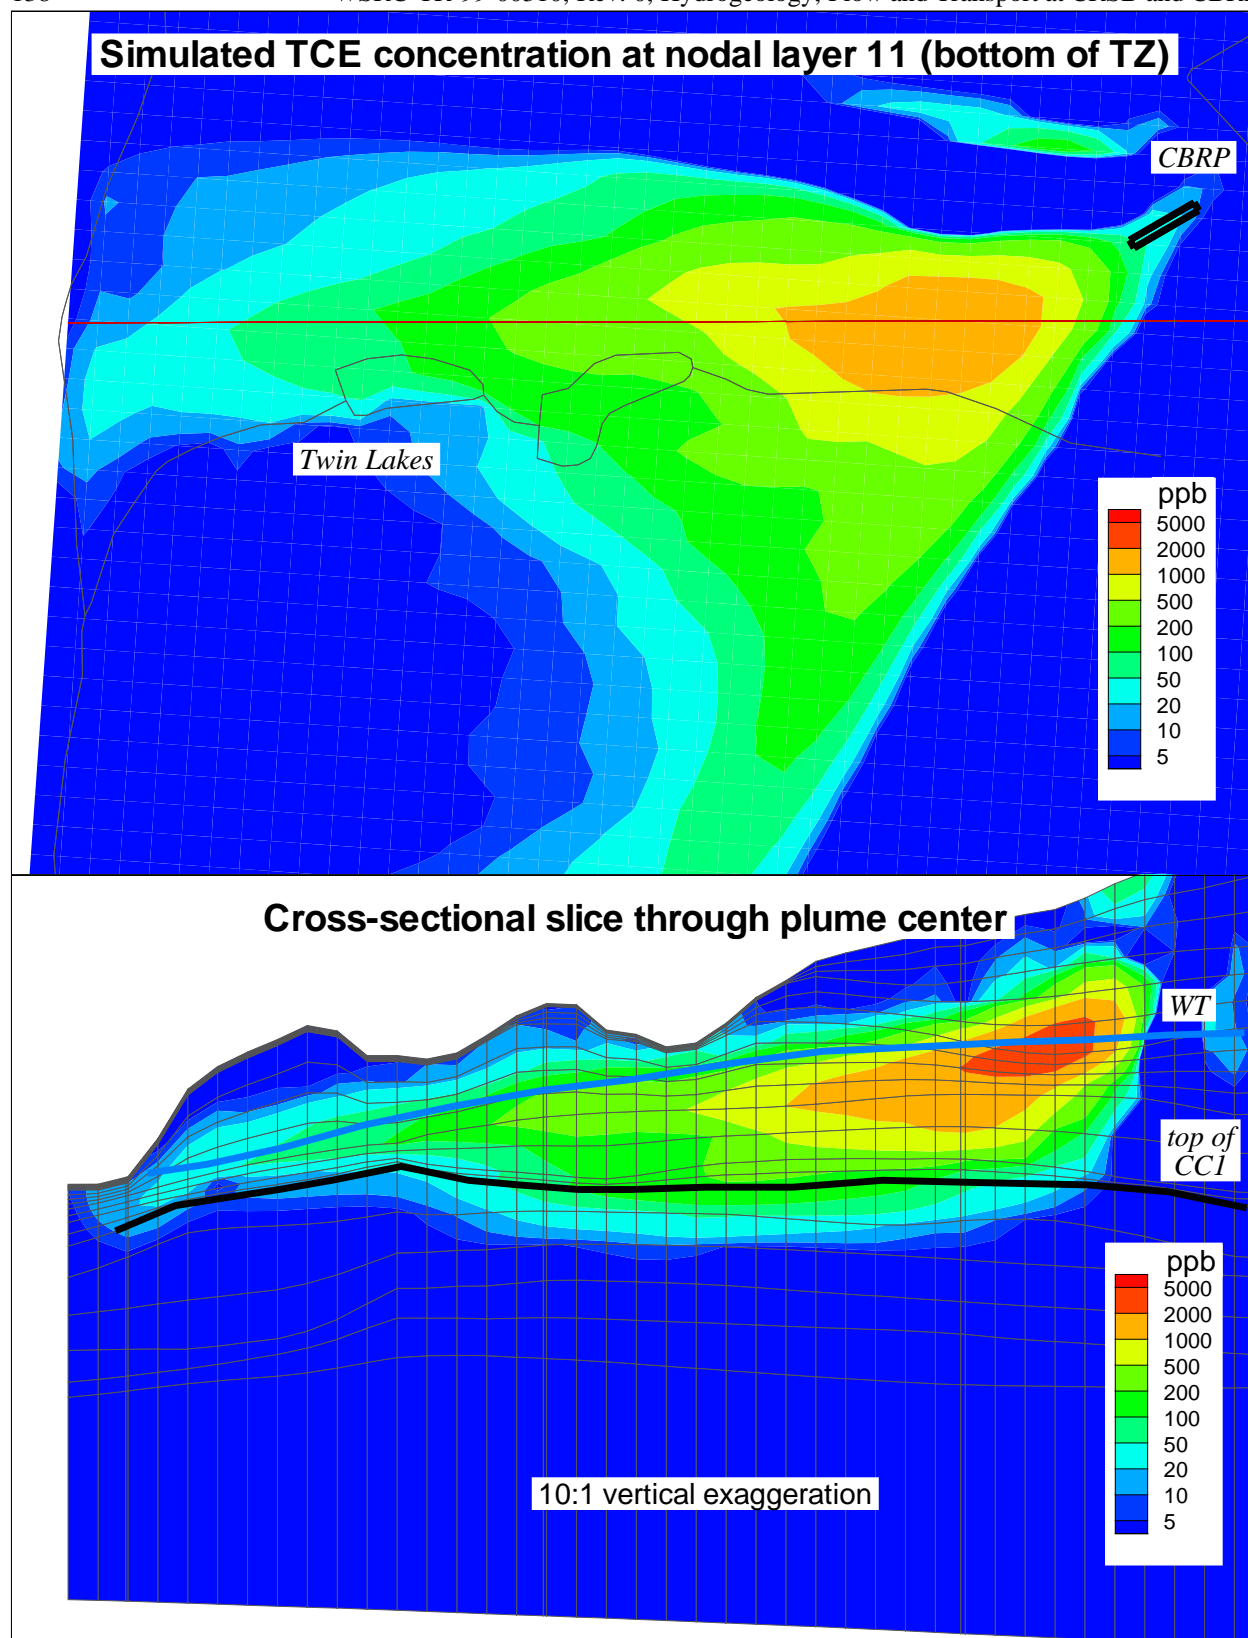 Simulated TCE concentration at nodal layer 11 (bottom of TZ)
CBRP
Twin Lakes
ppb
5000
2000
1000
500
200
100
50
20
10
5
Cross-sectional slice through plume center
WT
top of
CC1
ppb
5000
2000
1000
500
200
100
50
20
10
5
10:1 vertical exaggeration